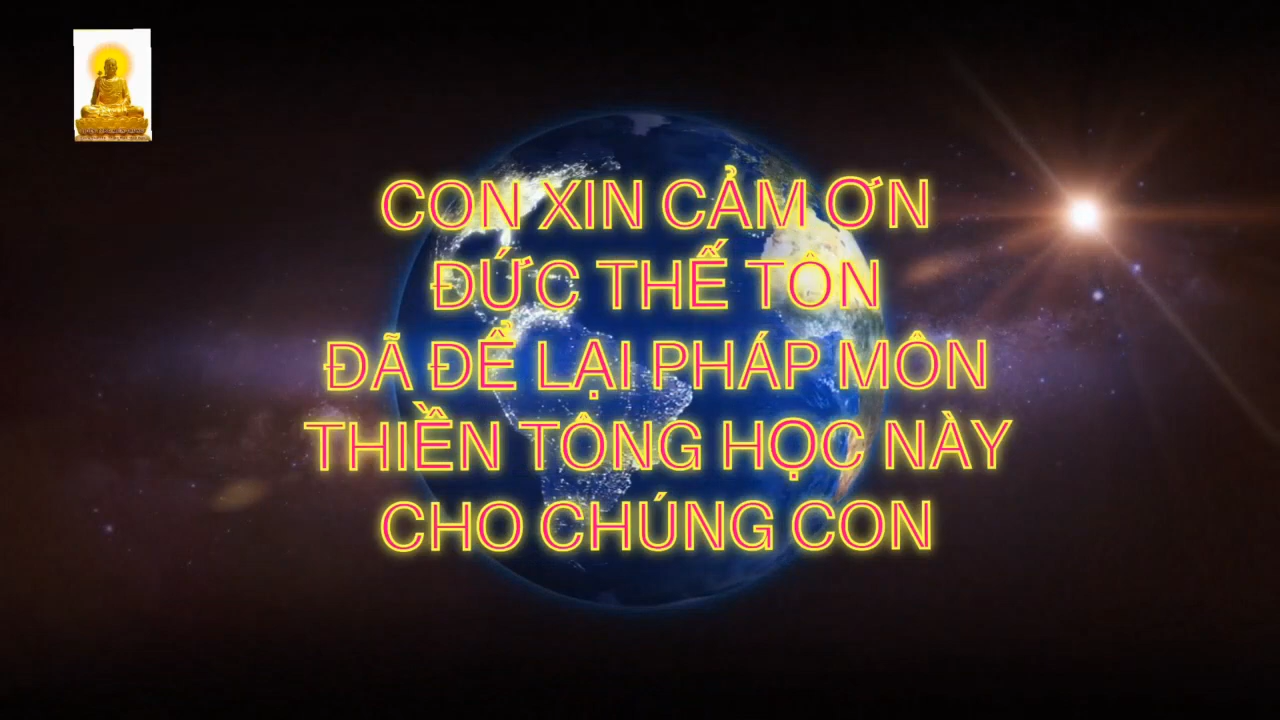 CON XIN CẢM ƠN
ĐỨC THẾ TÔN
ĐÃ ĐỂ LẠI PHÁP MÔN
THIỀN TÔNG HỌC NÀY
CHO CHÚNG CON